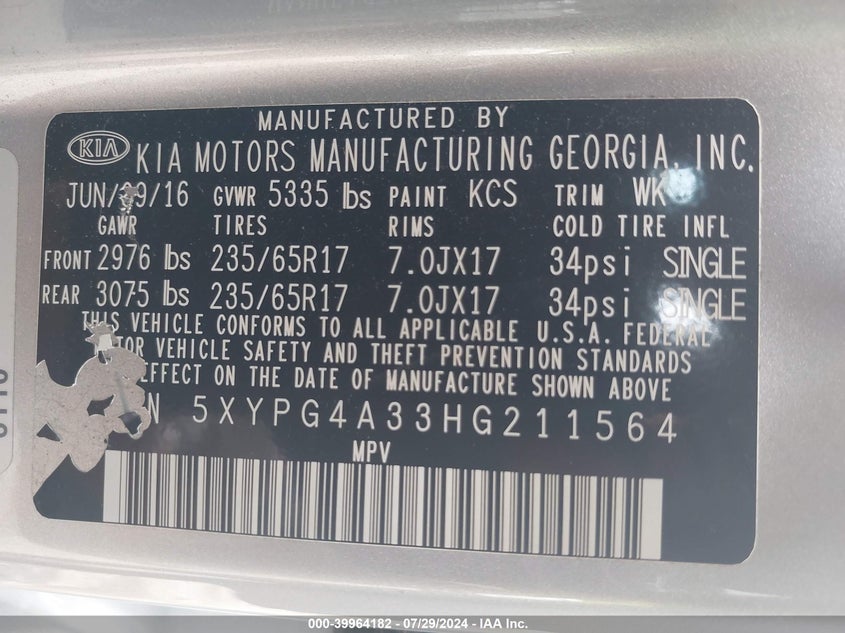 MANUFACTURED BY
KIA KIA MOTORS MANUFACTURING GEORGIA, INC.
GVWR 5335 lbs PAINT KCS TRIM WK
GAWR TIRES RIMS COLD TIRE INFL
FRONT 2976 lbs 235/65R17 7.0JX17 34psi SINGLE
REAR 3075 lbs 235/65R17 7.0JX17 34psi SINGLE
THIS VEHICLE CONFORMS TO ALL APPLICABLE U.S.A. FEDERAL
VEHICLE SAFETY AND THEFT PREVENTION STANDARDS
EFFECT ON THE DATE OF MANUFACTURE SHOWN ABOVE
5XYPG4A33HG211564
MPV
000-39964182 - 07/29/2024 - IAA Inc.